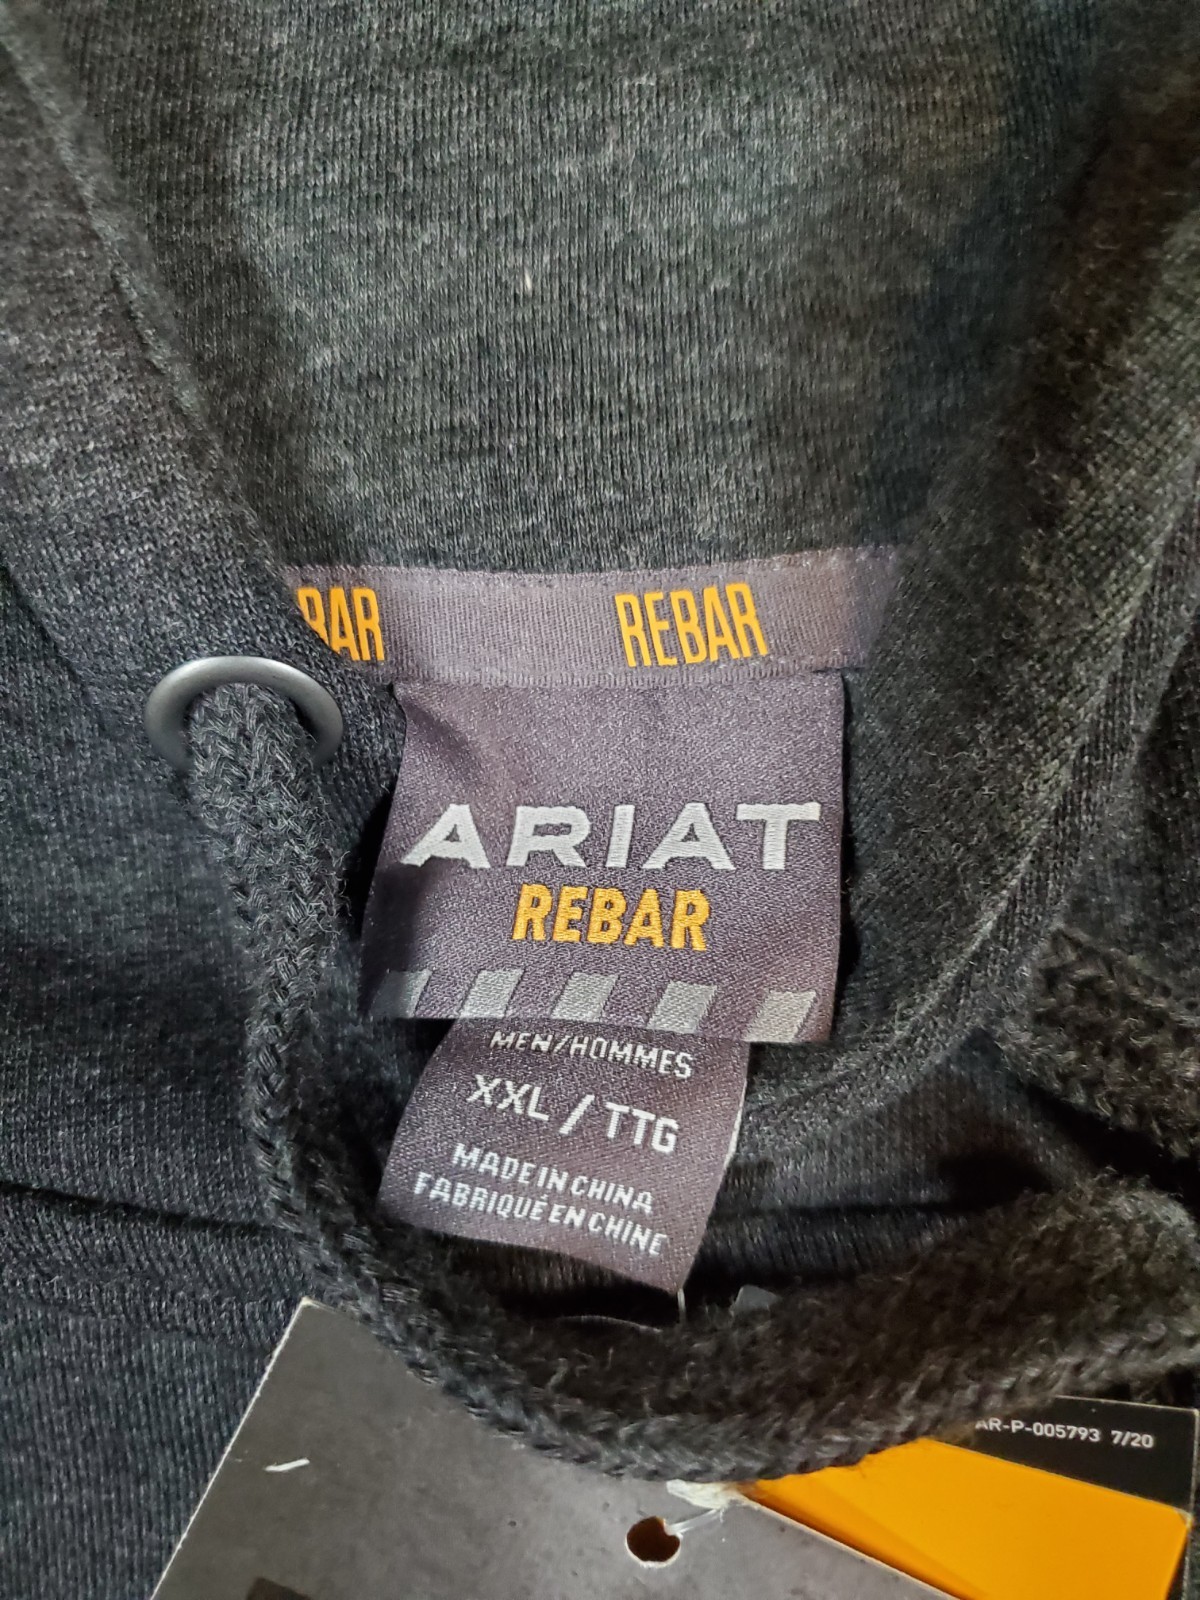 BAR REBAR
ARIAT
REBAR
MEN/HOMMES
XXL / TTG
MADE IN CHINA
FABRIQUÉ EN CHINE
AR-P-005793 7/20